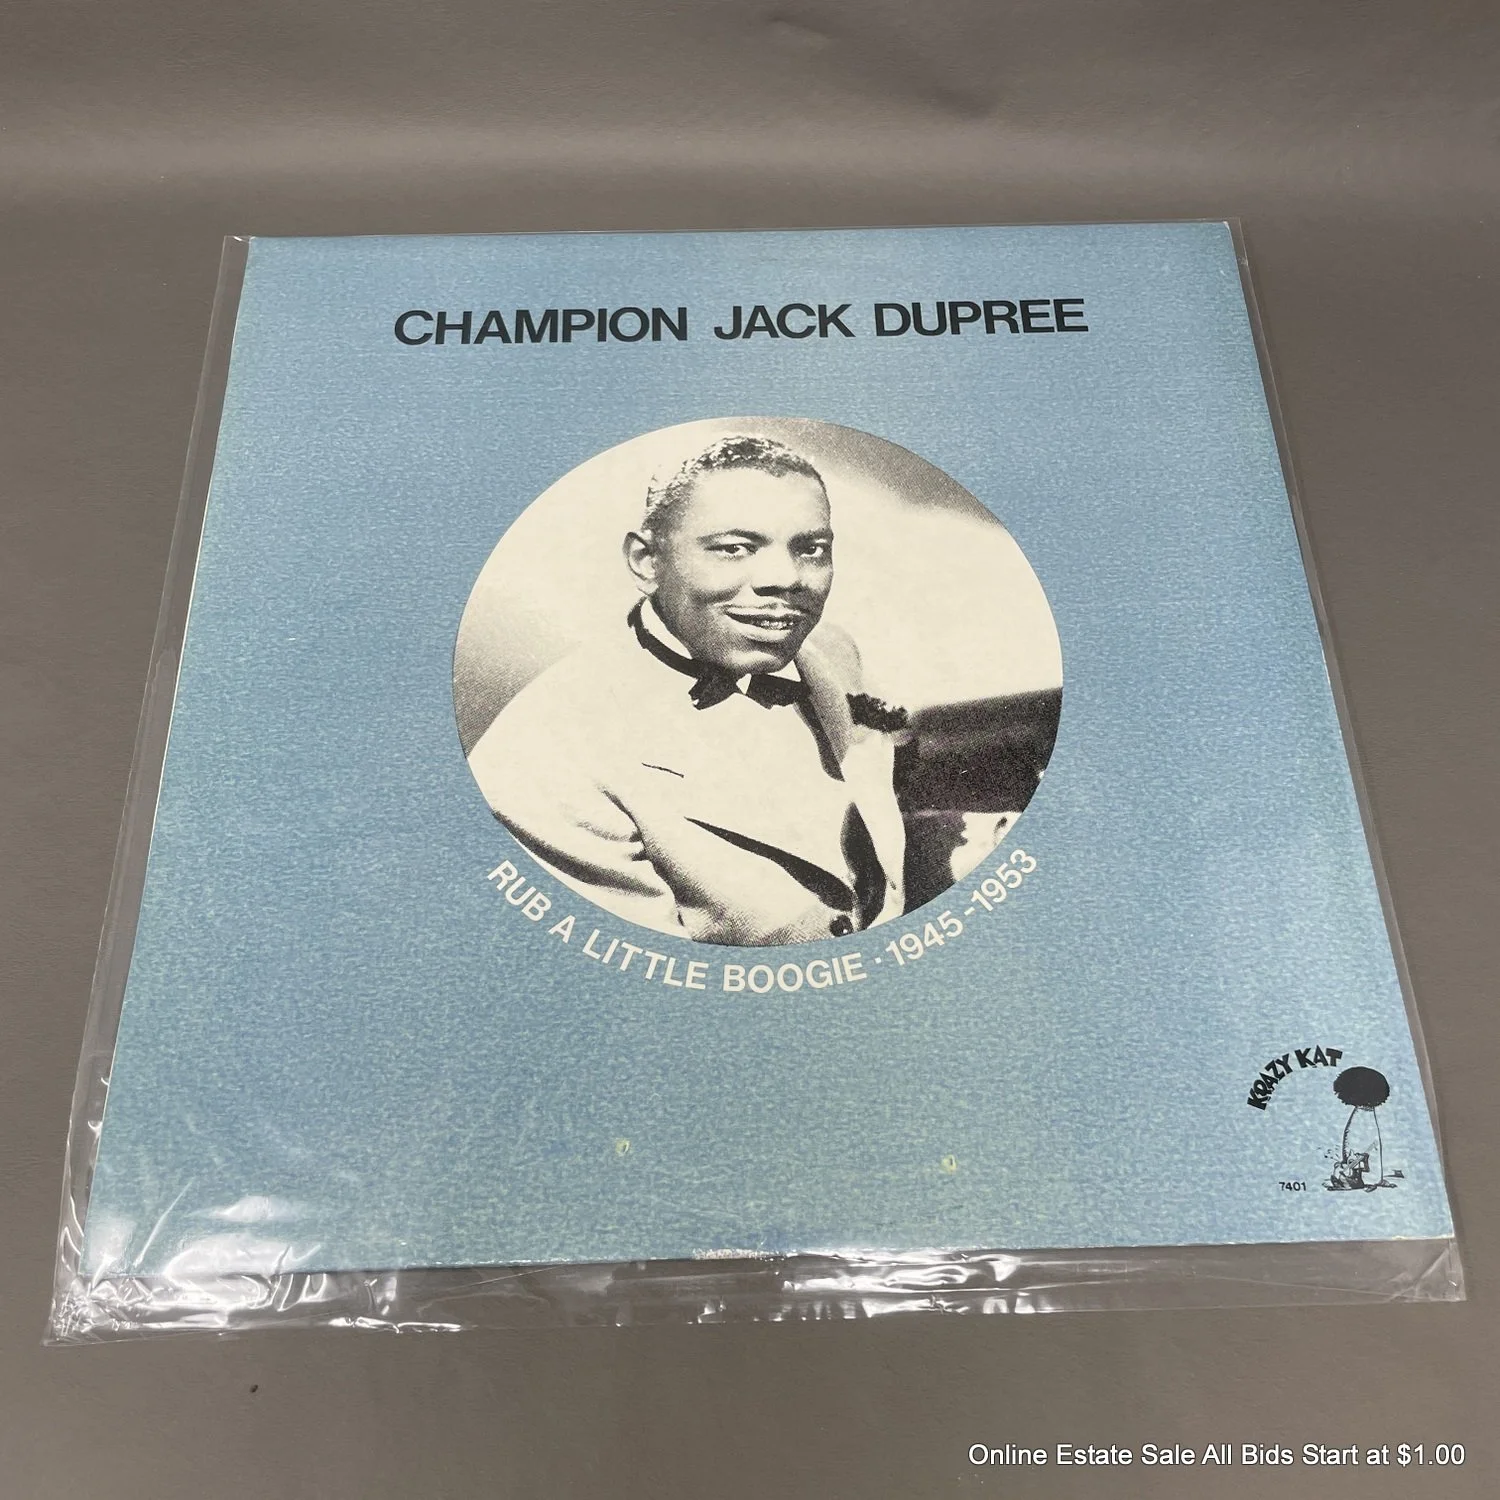 CHAMPION JACK DUPREE
RUB A LITTLE BOOGIE · 1945-1953
KRAZY KAT
7401
Online Estate Sale All Bids Start at $1.00